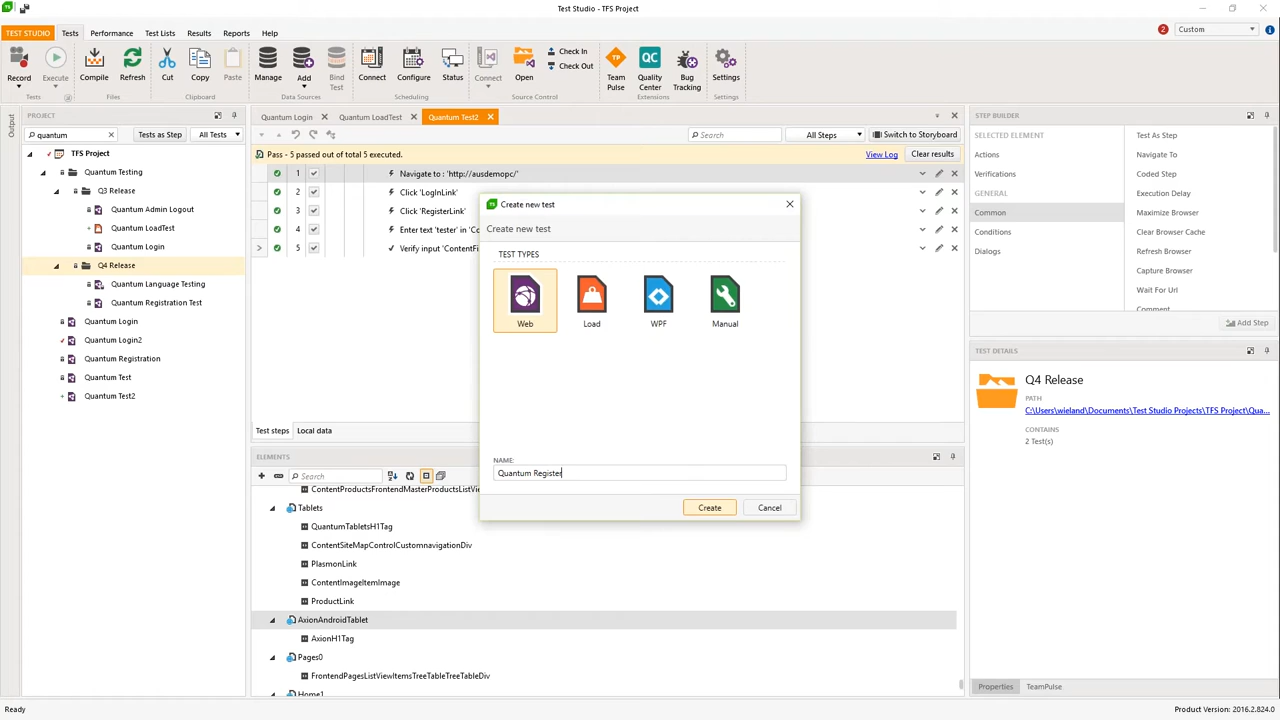 Test Studio - TFS Project
TEST STUDIO
Tests
Performance
Test Lists
Results
Reports
Help
2
Custom
Record
Execute
Compile
Refresh
Cut
Copy
Paste
Manage
Add
Bind
Test
Connect
Configure
Status
Connect
Open
Check In
Check Out
Team
Pulse
Quality
Center
Bug
Tracking
Settings
Tests
Files
Clipboard
Data Sources
Scheduling
Source Control
Extensions
Settings
Output
PROJECT
quantum
Tests as Step
All Tests
TFS Project
Quantum Testing
Q3 Release
Quantum Admin Logout
Quantum LoadTest
Quantum Login
Q4 Release
Quantum Language Testing
Quantum Registration Test
Quantum Login
Quantum Login2
Quantum Registration
Quantum Test
Quantum Test2
Quantum Login
Quantum LoadTest
Quantum Test2
Search
All Steps
Switch to Storyboard
Pass - 5 passed out of total 5 executed.
View Log
Clear results
1 Navigate to : 'http://ausdemopc/'
2 Click 'LogInLink'
3 Click 'RegisterLink'
4 Enter text 'tester' in 'Co
5 Verify input 'ContentFi
Test steps
Local data
ELEMENTS
Search
ContentProductsFrontendMasterProductsListVie
Tablets
QuantumTabletsH1Tag
ContentSiteMapControlCustomnavigationDiv
PlasmonLink
ContentImageItemImage
ProductLink
AxionAndroidTablet
AxionH1Tag
Pages0
FrontendPagesListViewItemsTreeTableTreeTableDiv
Home1
Create new test
Create new test
TEST TYPES
Web
Load
WPF
Manual
NAME:
Quantum Register
Create
Cancel
STEP BUILDER
SELECTED ELEMENT
Actions
Verifications
GENERAL
Common
Conditions
Dialogs
Test As Step
Navigate To
Coded Step
Execution Delay
Maximize Browser
Clear Browser Cache
Refresh Browser
Capture Browser
Wait For Url
Comment
Add Step
TEST DETAILS
Q4 Release
PATH
C:\Users\wieland\Documents\Test Studio Projects\TFS Project\Qua...
CONTAINS
2 Test(s)
Properties
TeamPulse
Ready
Product Version: 2016.2.824.0